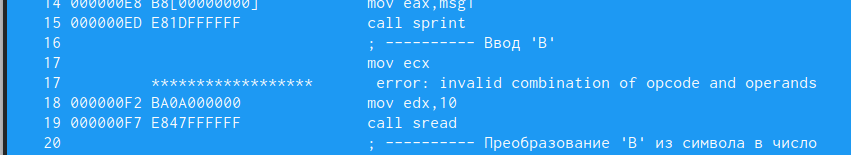 14 000000E8 B8[00000000] mov eax,msg1
15 000000ED E81DFFFFFF call sprint
16 ; ---------- Ввод 'B'
17 mov ecx
17 ****************** error: invalid combination of opcode and operands
18 000000F2 BA0A000000 mov edx,10
19 000000F7 E847FFFFFF call sread
20 ; ---------- Преобразование 'B' из символа в число